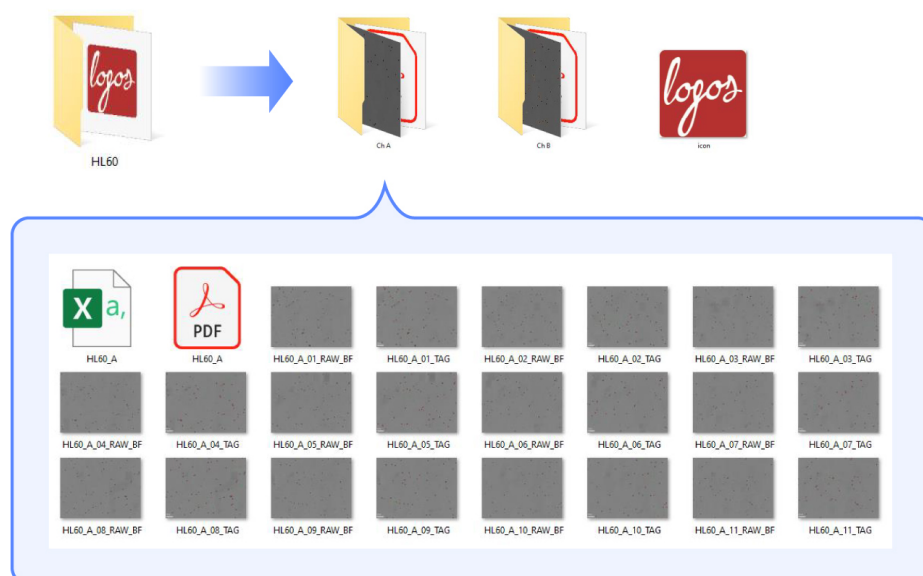 logos
HL60
Ch A
Ch B
logos
icon
X a,
PDF
HL60_A
HL60_A
HL60_A_01_RAW_BF
HL60_A_01_TAG
HL60_A_02_RAW_BF
HL60_A_02_TAG
HL60_A_03_RAW_BF
HL60_A_03_TAG
HL60_A_04_RAW_BF
HL60_A_04_TAG
HL60_A_05_RAW_BF
HL60_A_05_TAG
HL60_A_06_RAW_BF
HL60_A_06_TAG
HL60_A_07_RAW_BF
HL60_A_07_TAG
HL60_A_08_RAW_BF
HL60_A_08_TAG
HL60_A_09_RAW_BF
HL60_A_09_TAG
HL60_A_10_RAW_BF
HL60_A_10_TAG
HL60_A_11_RAW_BF
HL60_A_11_TAG